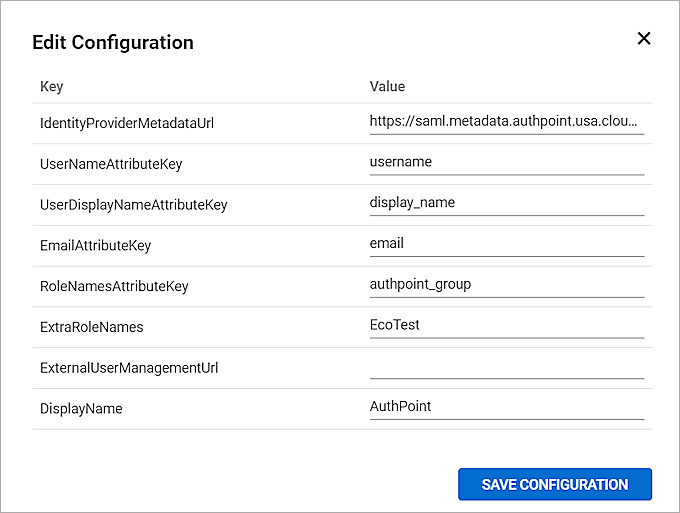 Edit Configuration
Key Value
IdentityProviderMetadataUrl https://saml.metadata.authpoint.usa.clou...
UserNameAttributeKey username
UserDisplayNameAttributeKey display_name
EmailAttributeKey email
RoleNamesAttributeKey authpoint_group
ExtraRoleNames EcoTest
ExternalUserManagementUrl
DisplayName AuthPoint
SAVE CONFIGURATION